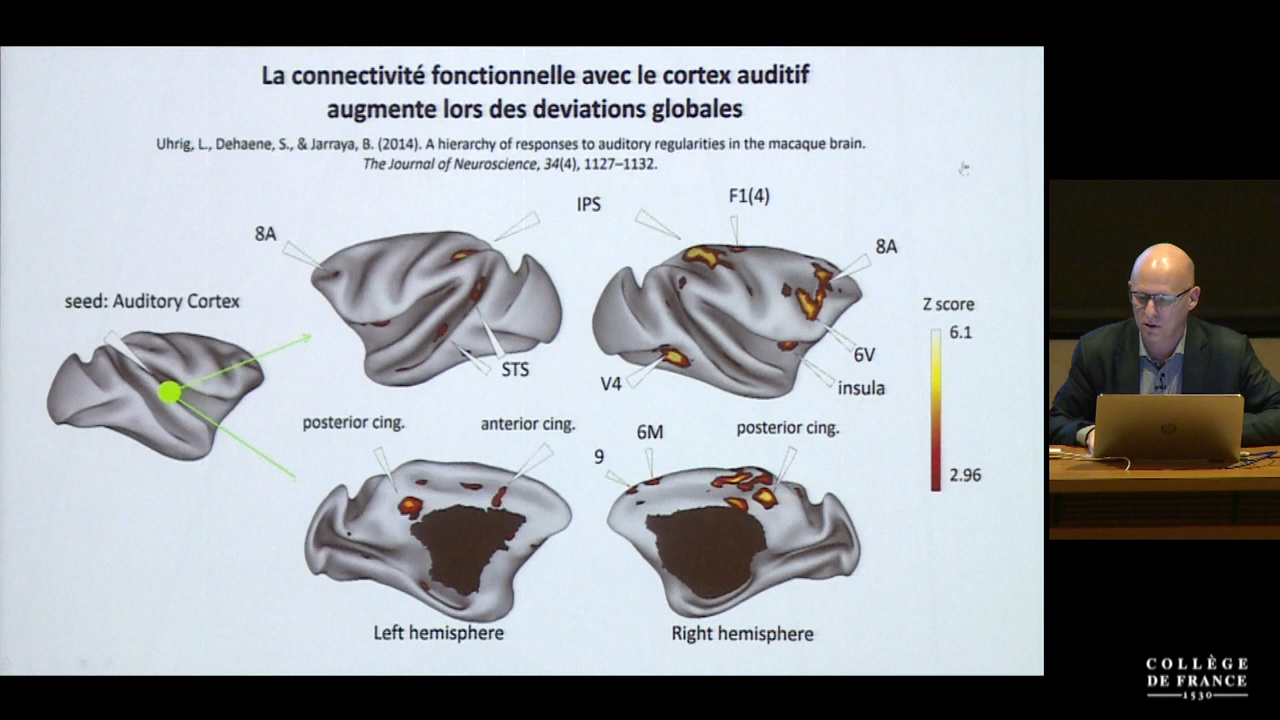 La connectivité fonctionnelle avec le cortex auditif
augmente lors des deviations globales
Uhrig, L., Dehaene, S., & Jarraya, B. (2014). A hierarchy of responses to auditory regularities in the macaque brain.
The Journal of Neuroscience, 34(4), 1127–1132.
IPS
F1(4)
8A
8A
seed: Auditory Cortex
Z score
6.1
STS
V4
6V
insula
posterior cing.
anterior cing.
6M
posterior cing.
9
2.96
Left hemisphere
Right hemisphere
COLLÈGE
DE FRANCE
1530